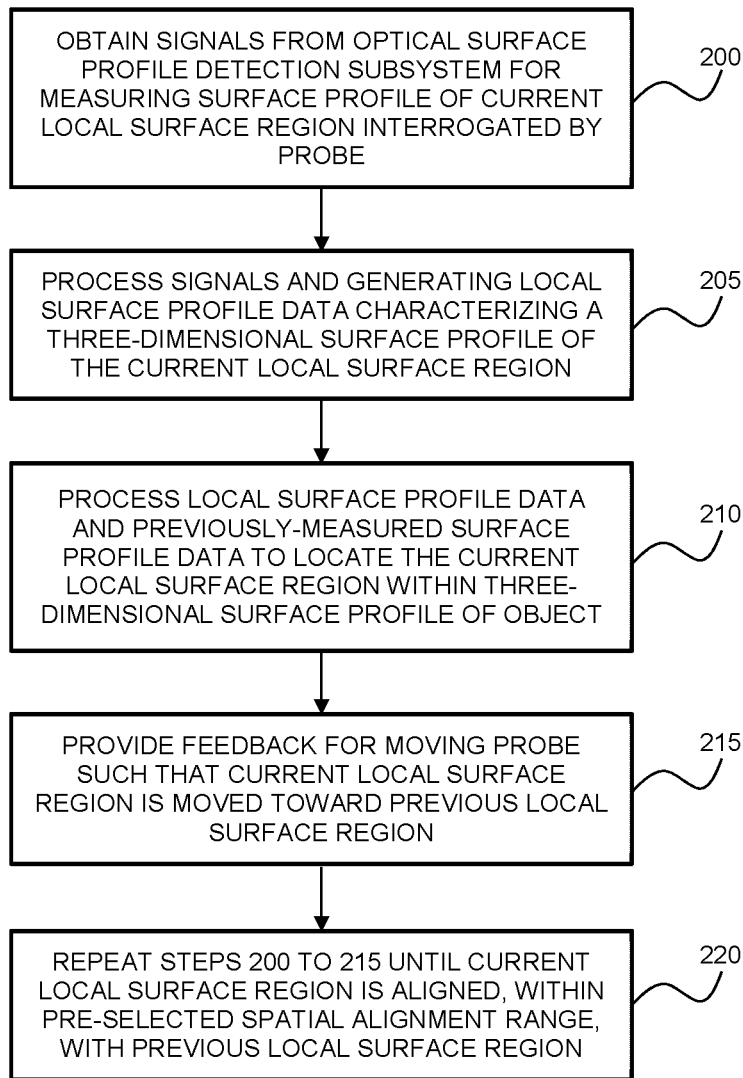 OBTAIN SIGNALS FROM OPTICAL SURFACE
PROFILE DETECTION SUBSYSTEM FOR
MEASURING SURFACE PROFILE OF CURRENT
LOCAL SURFACE REGION INTERROGATED BY
PROBE
200
PROCESS SIGNALS AND GENERATING LOCAL
SURFACE PROFILE DATA CHARACTERIZING A
THREE-DIMENSIONAL SURFACE PROFILE OF
THE CURRENT LOCAL SURFACE REGION
205
PROCESS LOCAL SURFACE PROFILE DATA
AND PREVIOUSLY-MEASURED SURFACE
PROFILE DATA TO LOCATE THE CURRENT
LOCAL SURFACE REGION WITHIN THREE-
DIMENSIONAL SURFACE PROFILE OF OBJECT
210
PROVIDE FEEDBACK FOR MOVING PROBE
SUCH THAT CURRENT LOCAL SURFACE
REGION IS MOVED TOWARD PREVIOUS LOCAL
SURFACE REGION
215
REPEAT STEPS 200 TO 215 UNTIL CURRENT
LOCAL SURFACE REGION IS ALIGNED, WITHIN
PRE-SELECTED SPATIAL ALIGNMENT RANGE,
WITH PREVIOUS LOCAL SURFACE REGION
220